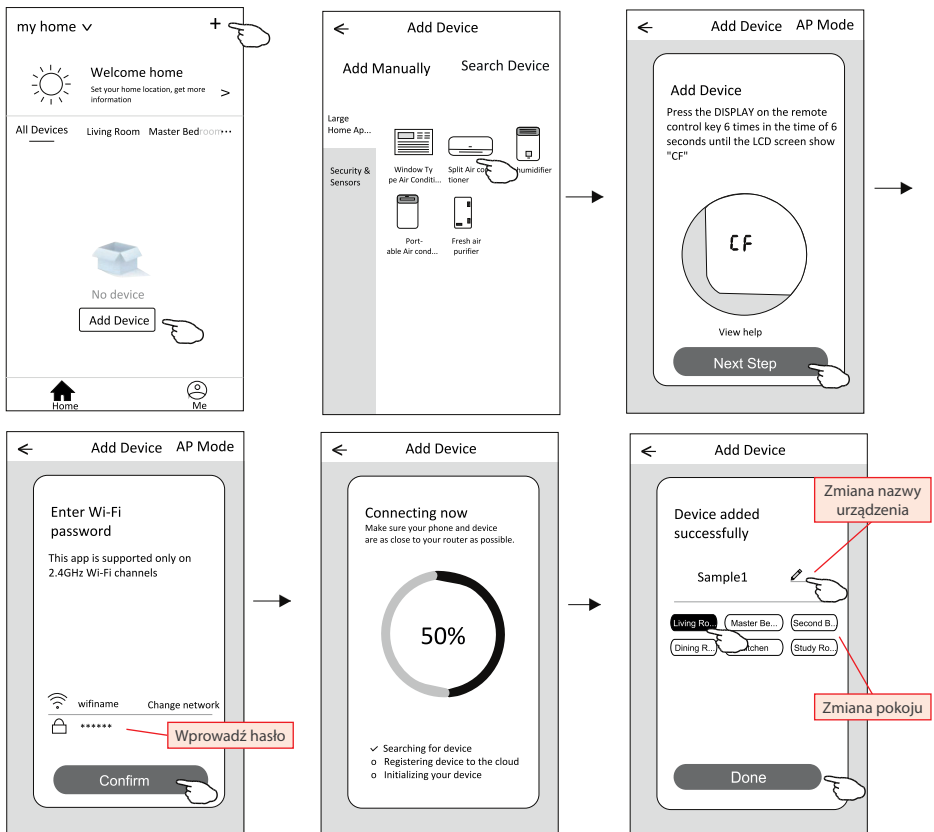 my home
+
Welcome home
Set your home location, get more
information
>
All Devices Living Room Master Bedroom...
No device
Add Device
Home Me
Add Device
Add Manually Search Device
Large
Home Ap...
Security &
Sensors
Window Ty
pe Air Conditi...
Split Air con
tioner
humidifier
Port-
able Air cond...
Fresh air
purifier
Add Device AP Mode
Add Device
Press the DISPLAY on the remote
control key 6 times in the time of 6
seconds until the LCD screen show
"CF"
CF
View help
Next Step
Add Device AP Mode
Enter Wi-Fi
password
This app is supported only on
2.4GHz Wi-Fi channels
wifiname Change network
******
Wprowadź hasło
Confirm
Add Device
Connecting now
Make sure your phone and device
are as close to your router as possible.
50%
✓ Searching for device
o Registering device to the cloud
o Initializing your device
Add Device
Zmiana nazwy
urządzenia
Device added
successfully
Sample1
Living Ro... Master Be... Second B...
Dining R... tchen Study Ro...
Zmiana pokoju
Done